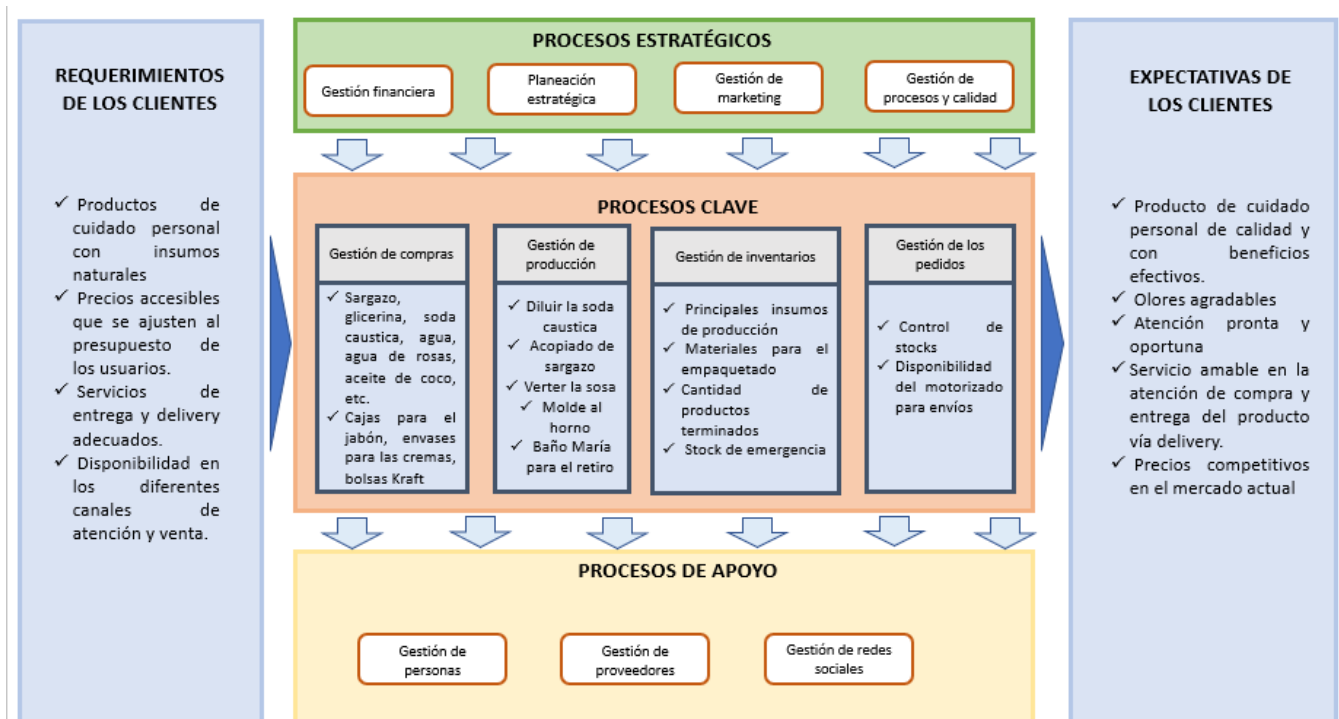 REQUERIMIENTOS
DE LOS CLIENTES
✓ Productos de
cuidado personal
con insumos
naturales
✓ Precios accesibles
que se ajusten al
presupuesto de
los usuarios.
✓ Servicios de
entrega y delivery
adecuados.
✓ Disponibilidad en
los diferentes
canales de
atención y venta.
PROCESOS ESTRATÉGICOS
Gestión financiera
Planeación
estratégica
Gestión de
marketing
Gestión de
procesos y calidad
PROCESOS CLAVE
Gestión de compras
✓ Sargazo,
glicerina, soda
caustica, agua,
agua de rosas,
aceite de coco,
etc.
✓ Cajas para el
jabón, envases
para las cremas,
bolsas Kraft
Gestión de
producción
✓ Diluir la soda
caustica
✓ Acopiado de
sargazo
✓ Verter la sosa
✓ Molde al
horno
✓ Baño María
para el retiro
Gestión de inventarios
✓ Principales insumos
de producción
✓ Materiales para el
empaquetado
✓ Cantidad de
productos
terminados
✓ Stock de emergencia
Gestión de los
pedidos
✓ Control de
stocks
✓ Disponibilidad
del motorizado
para envíos
PROCESOS DE APOYO
Gestión de
personas
Gestión de
proveedores
Gestión de redes
sociales
EXPECTATIVAS DE
LOS CLIENTES
✓ Producto de cuidado
personal de calidad y
con beneficios
efectivos.
✓ Olores agradables
✓ Atención pronta y
oportuna
✓ Servicio amable en la
atención de compra y
entrega del producto
vía delivery.
✓ Precios competitivos
en el mercado actual